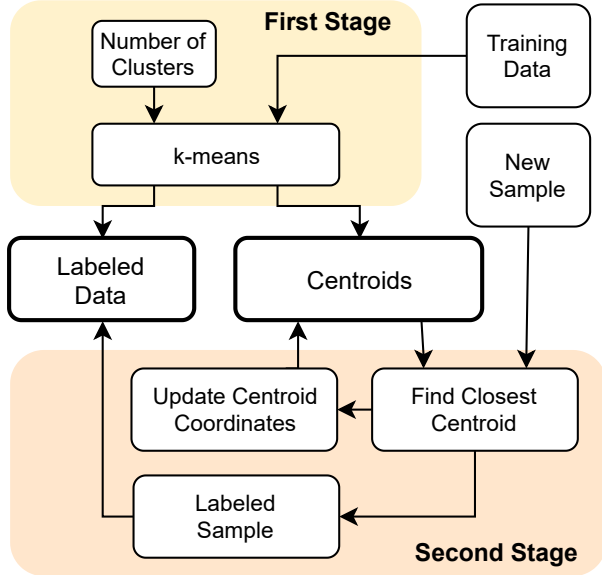 First Stage
Number of
Clusters
Training
Data
k-means
New
Sample
Labeled
Data
Centroids
Update Centroid
Coordinates
Find Closest
Centroid
Labeled
Sample
Second Stage